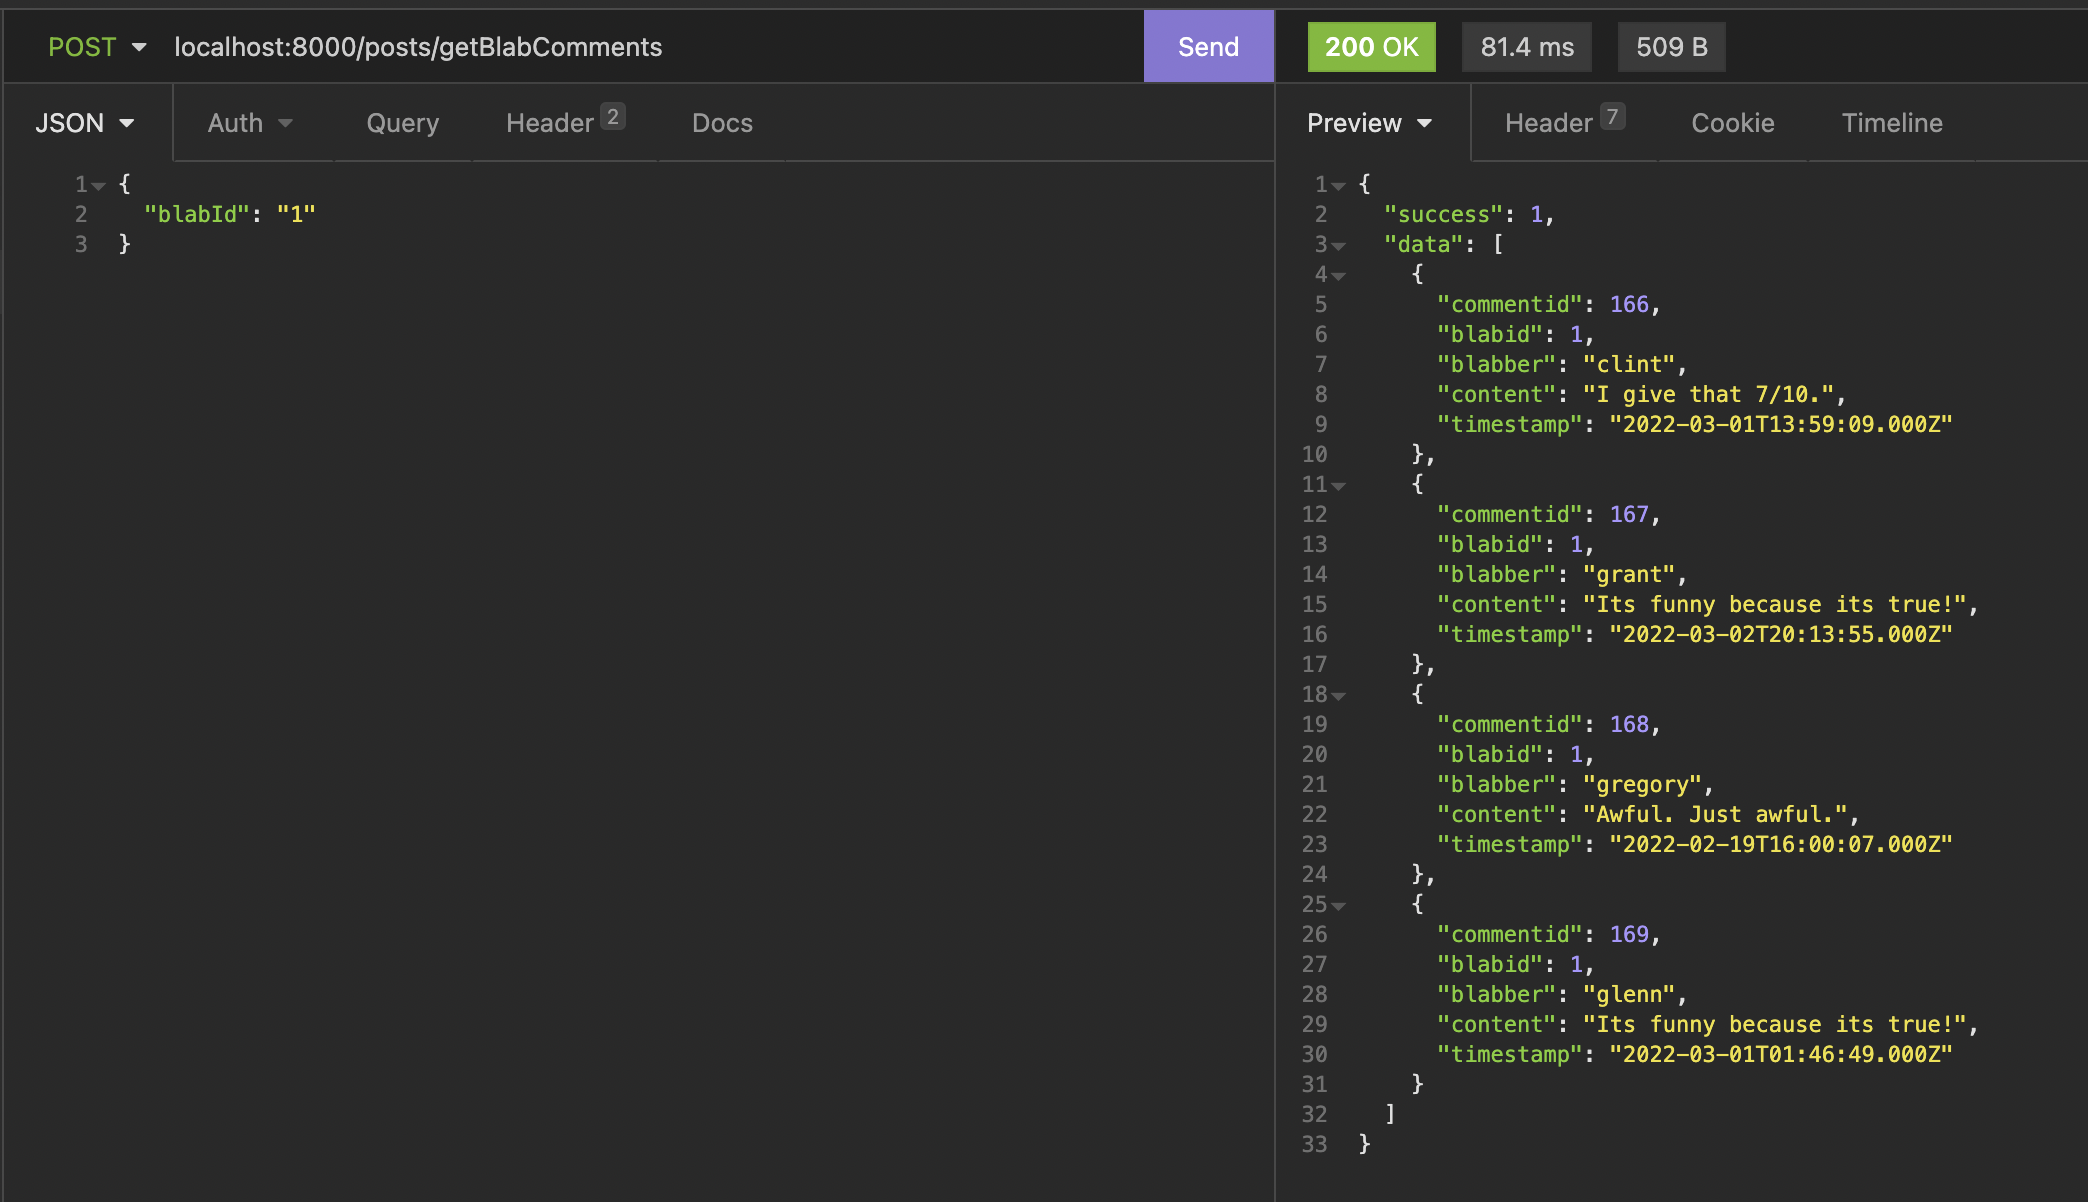 POST localhost:8000/posts/getBlabComments Send
200 OK 81.4 ms 509 B
JSON Auth Query Header 2 Docs
1 {
2 "blabId": "1"
3 }
Preview Header 7 Cookie Timeline
1 {
2 "success": 1,
3 "data": [
4 {
5 "commentid": 166,
6 "blabid": 1,
7 "blabber": "clint",
8 "content": "I give that 7/10.",
9 "timestamp": "2022-03-01T13:59:09.000Z"
10 },
11 {
12 "commentid": 167,
13 "blabid": 1,
14 "blabber": "grant",
15 "content": "Its funny because its true!",
16 "timestamp": "2022-03-02T20:13:55.000Z"
17 },
18 {
19 "commentid": 168,
20 "blabid": 1,
21 "blabber": "gregory",
22 "content": "Awful. Just awful.",
23 "timestamp": "2022-02-19T16:00:07.000Z"
24 },
25 {
26 "commentid": 169,
27 "blabid": 1,
28 "blabber": "glenn",
29 "content": "Its funny because its true!",
30 "timestamp": "2022-03-01T01:46:49.000Z"
31 }
32 ]
33 }